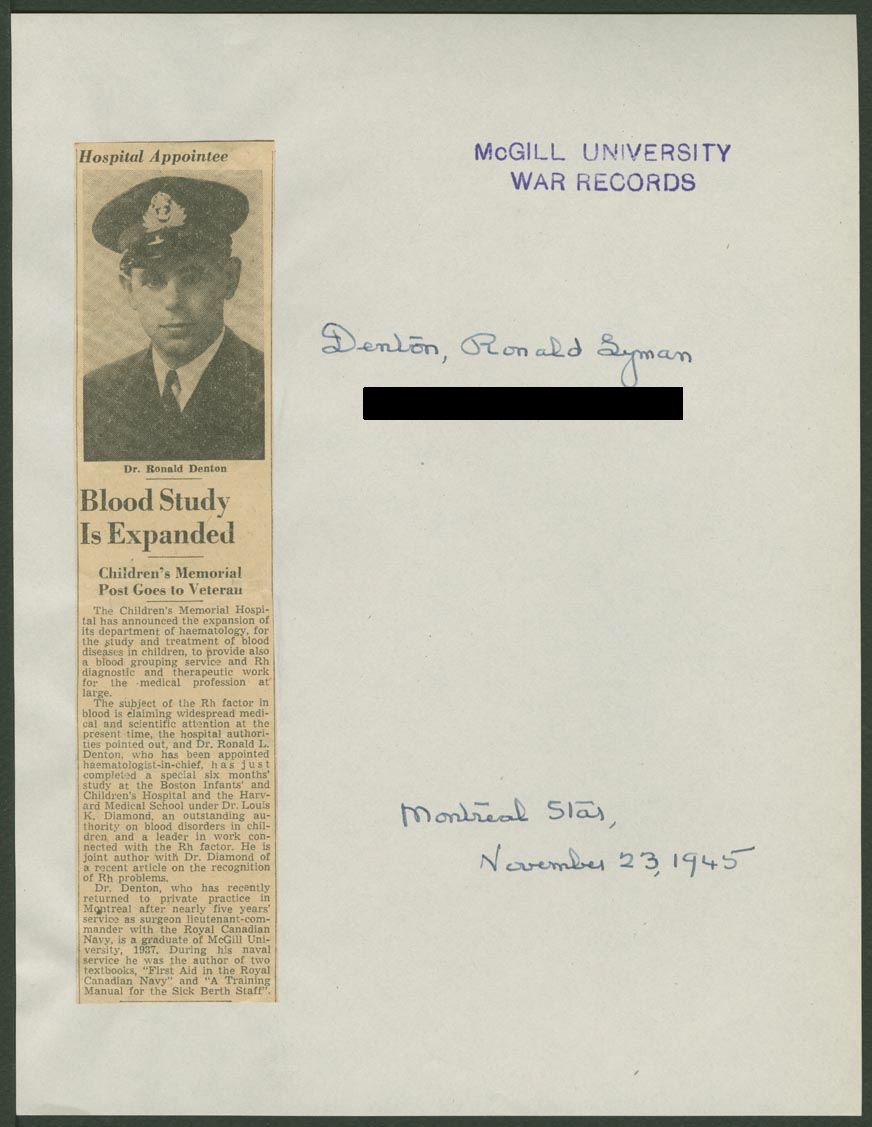 Hospital Appointee
Dr. Ronald Denton
Blood Study
Is Expanded
Children's Memorial
Post Goes to Veteran
The Children's Memorial Hospi-
tal has announced the expansion of
its department of haematology, for
the study and treatment of blood
diseases in children, to provide also
a blood grouping service and Rh
diagnostic and therapeutic work
for the medical profession at
large.
The subject of the Rh factor in
blood is claiming widespread medi-
cal and scientific attention at the
present time, the hospital authori-
ties pointed out, and Dr. Ronald L.
Denton, who has been appointed
haematologist-in-chief, has just
completed a special six months'
study at the Boston Infants' and
Children's Hospital and the Harv-
ard Medical School under Dr. Louis
K. Diamond, an outstanding au-
thority on blood disorders in chil-
dren and a leader in work con-
nected with the Rh factor. He is
joint author with Dr. Diamond of
a recent article on the recognition
of Rh problems.
Dr. Denton, who has recently
returned to private practice in
Montreal after nearly five years'
service as surgeon lieutenant-com-
mander with the Royal Canadian
Navy, is a graduate of McGill Uni-
versity, 1937. During his naval
service he was the author of two
textbooks, "First Aid in the Royal
Canadian Navy" and "A Training
Manual for the Sick Berth Staff".
McGILL UNIVERSITY
WAR RECORDS
Denton, Ronald Lyman
Montreal Star,
November 23, 1945